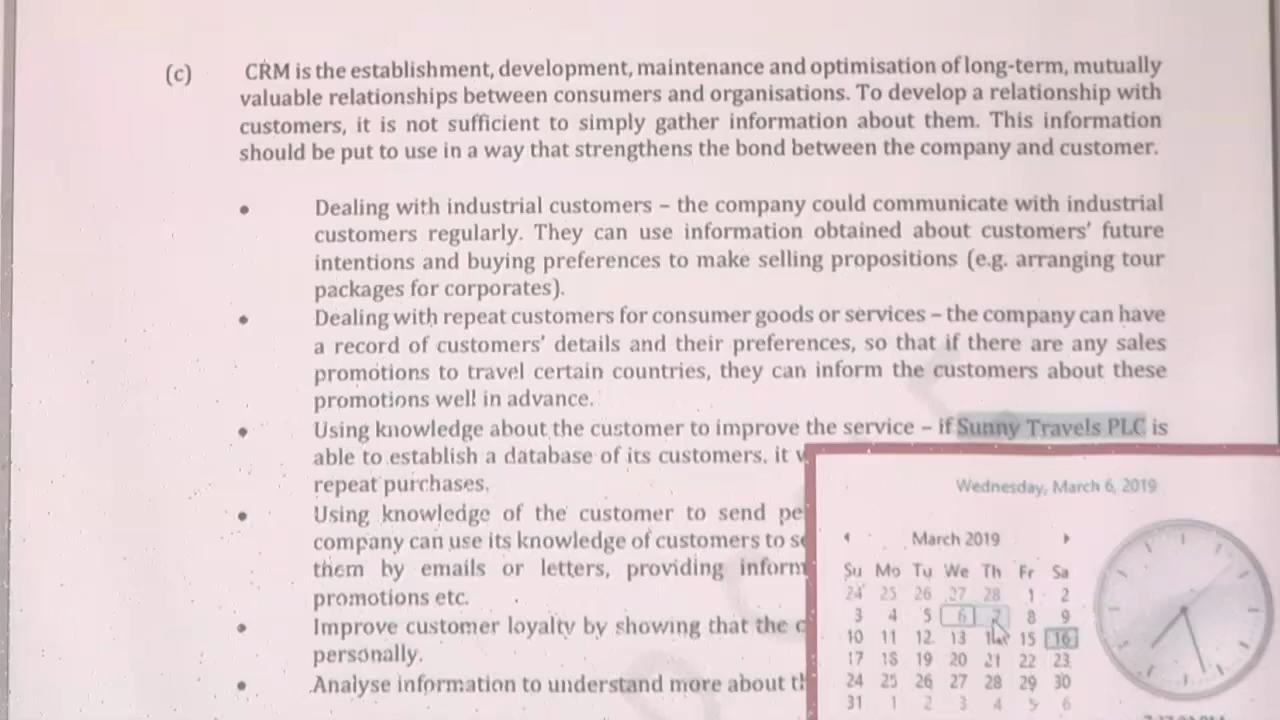 (c) CRM is the establishment, development, maintenance and optimisation of long-term, mutually
valuable relationships between consumers and organisations. To develop a relationship with
customers, it is not sufficient to simply gather information about them. This information
should be put to use in a way that strengthens the bond between the company and customer.
• Dealing with industrial customers – the company could communicate with industrial
customers regularly. They can use information obtained about customers' future
intentions and buying preferences to make selling propositions (e.g. arranging tour
packages for corporates).
• Dealing with repeat customers for consumer goods or services – the company can have
a record of customers' details and their preferences, so that if there are any sales
promotions to travel certain countries, they can inform the customers about these
promotions well in advance.
• Using knowledge about the customer to improve the service – if Sunny Travels PLC is
able to establish a database of its customers, it
repeat purchases.
• Using knowledge of the customer to send
company can use its knowledge of customers to
them by emails or letters, providing
promotions etc.
• Improve customer loyalty by showing that the
personally.
• Analyse information to understand more about
Wednesday, March 6, 2019
March 2019
Su Mo Tu We Th Fr Sa
24 25 26 27 28 1 2
3 4 5 6 7 8 9
10 11 12 13 15 16
17 18 19 20 21 22 23
24 25 26 27 28 29 30
31 1 2 3 4 5 6